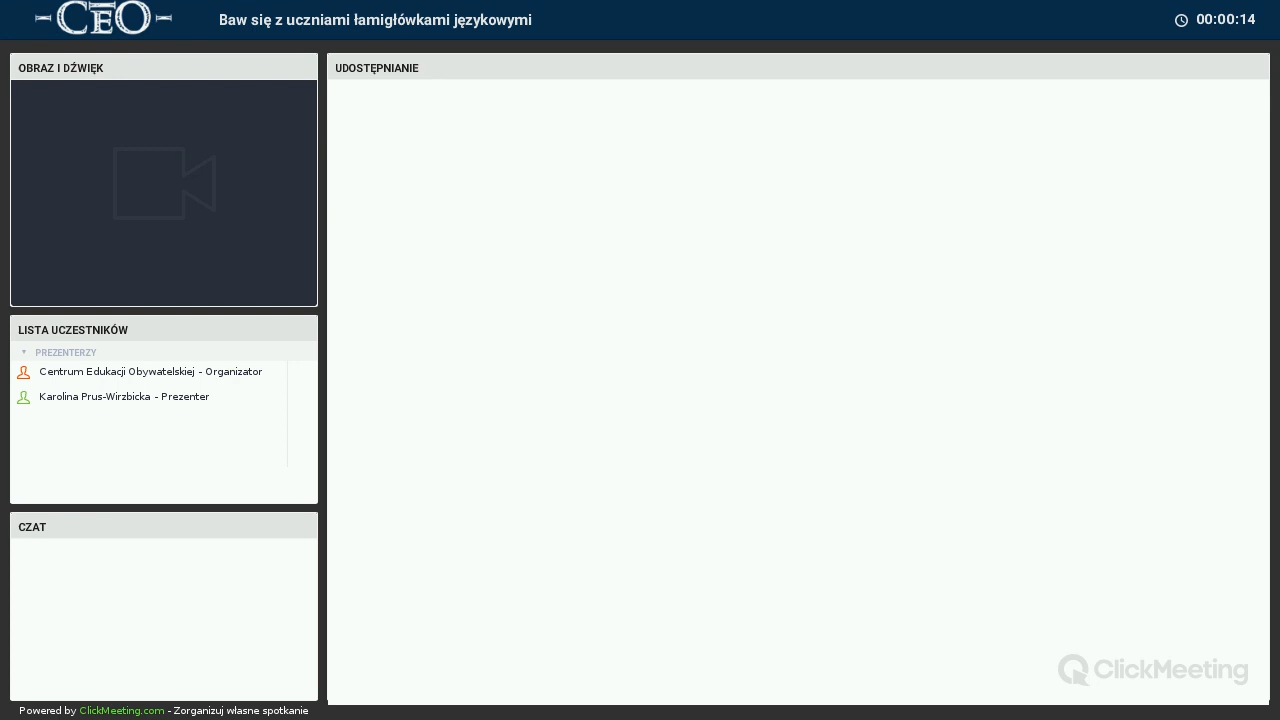 CEO
Baw się z uczniami łamigłówkami językowymi
00:00:14
OBRAZ I DŹWIĘK
UDOSTĘPNIANIE
LISTA UCZESTNIKÓW
PREZENTERZY
Centrum Edukacji Obywatelskiej - Organizator
Karolina Prus-Wirzbicka - Prezenter
CZAT
ClickMeeting
Powered by ClickMeeting.com - Zorganizuj własne spotkanie